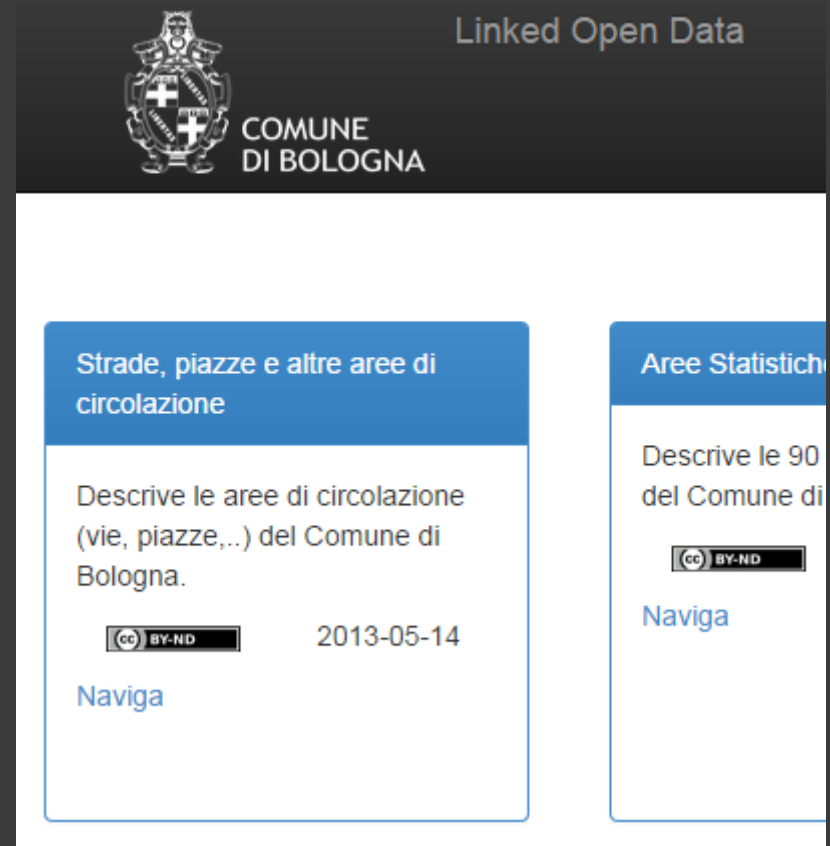 Linked Open Data
COMUNE
DI BOLOGNA
Strade, piazze e altre aree di
circolazione
Descrive le aree di circolazione
(vie, piazze,..) del Comune di
Bologna.
cc BY-ND
2013-05-14
Naviga
Aree Statistich
Descrive le 90
del Comune di
cc BY-ND
Naviga